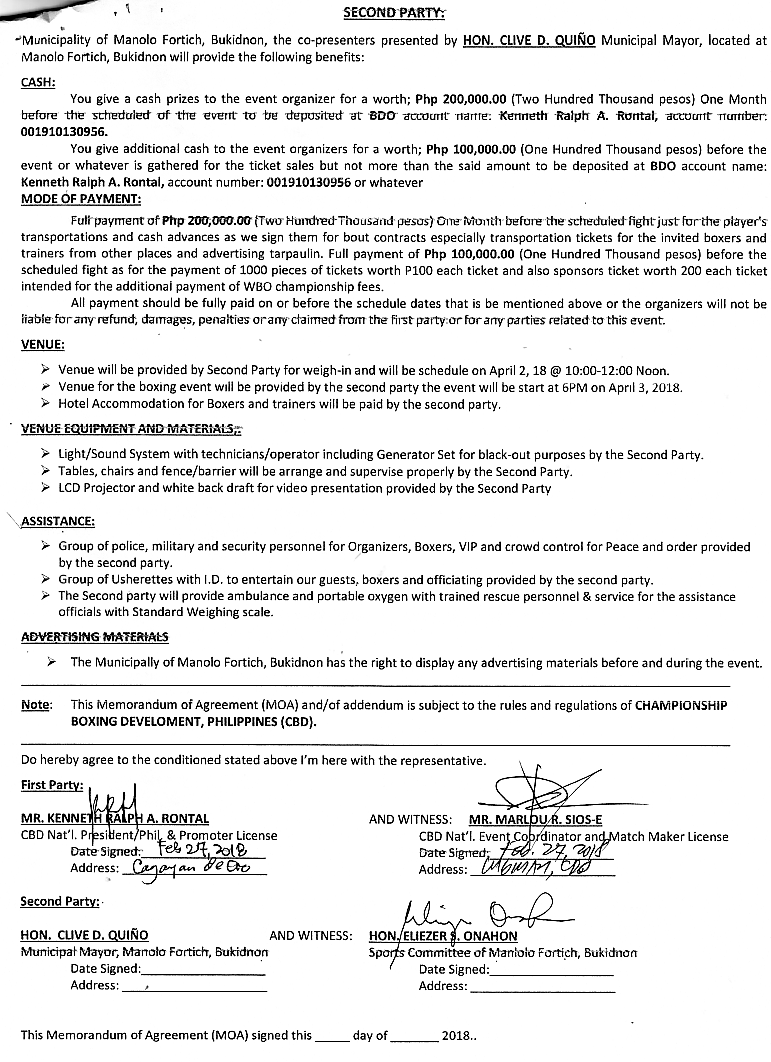 SECOND PARTY:
Municipality of Manolo Fortich, Bukidnon, the co-presenters presented by HON. CLIVE D. QUIÑO Municipal Mayor, located at
Manolo Fortich, Bukidnon will provide the following benefits:
CASH:
You give a cash prizes to the event organizer for a worth; Php 200,000.00 (Two Hundred Thousand pesos) One Month
before the scheduled of the event to be deposited at BDO account name: Kenneth Ralph A. Rontal, account number:
001910130956.
You give additional cash to the event organizers for a worth; Php 100,000.00 (One Hundred Thousand pesos) before the
event or whatever is gathered for the ticket sales but not more than the said amount to be deposited at BDO account name:
Kenneth Ralph A. Rontal, account number: 001910130956 or whatever
MODE OF PAYMENT:
Full payment of Php 200,000.00 (Two Hundred Thousand pesos) One Month before the scheduled fight just for the player's
transportations and cash advances as we sign them for bout contracts especially transportation tickets for the invited boxers and
trainers from other places and advertising tarpaulin. Full payment of Php 100,000.00 (One Hundred Thousand pesos) before the
scheduled fight as for the payment of 1000 pieces of tickets worth P100 each ticket and also sponsors ticket worth 200 each ticket
intended for the additional payment of WBO championship fees.
All payment should be fully paid on or before the schedule dates that is be mentioned above or the organizers will not be
liable for any refund, damages, penalties or any claimed from the first party or for any parties related to this event.
VENUE:
➢ Venue will be provided by Second Party for weigh-in and will be schedule on April 2, 18 @ 10:00-12:00 Noon.
➢ Venue for the boxing event will be provided by the second party the event will be start at 6PM on April 3, 2018.
➢ Hotel Accommodation for Boxers and trainers will be paid by the second party.
VENUE EQUIPMENT AND MATERIALS;:
➢ Light/Sound System with technicians/operator including Generator Set for black-out purposes by the Second Party.
➢ Tables, chairs and fence/barrier will be arrange and supervise properly by the Second Party.
➢ LCD Projector and white back draft for video presentation provided by the Second Party
ASSISTANCE:
➢ Group of police, military and security personnel for Organizers, Boxers, VIP and crowd control for Peace and order provided
by the second party.
➢ Group of Usherettes with I.D. to entertain our guests, boxers and officiating provided by the second party.
➢ The Second party will provide ambulance and portable oxygen with trained rescue personnel & service for the assistance
officials with Standard Weighing scale.
ADVERTISING MATERIALS
➢ The Municipally of Manolo Fortich, Bukidnon has the right to display any advertising materials before and during the event.
Note: This Memorandum of Agreement (MOA) and/of addendum is subject to the rules and regulations of CHAMPIONSHIP
BOXING DEVELOMENT, PHILIPPINES (CBD).
Do hereby agree to the conditioned stated above I'm here with the representative.
First Party:
MR. KENNETH RALPH A. RONTAL AND WITNESS: MR. MARLOU R. SIOS-E
CBD Nat'l. President/Phil. & Promoter License CBD Nat'l. Event Coordinator and Match Maker License
Date Signed: Feb 27, 2018 Date Signed: Feb. 27, 2018
Address: Cagayan de Oro Address:
Second Party:
HON. CLIVE D. QUIÑO AND WITNESS: HON. ELIEZER S. ONAHON
Municipal Mayor, Manolo Fortich, Bukidnon Sports Committee of Manlolo Fortich, Bukidnon
Date Signed: Date Signed:
Address: Address:
This Memorandum of Agreement (MOA) signed this _____ day of _______ 2018..